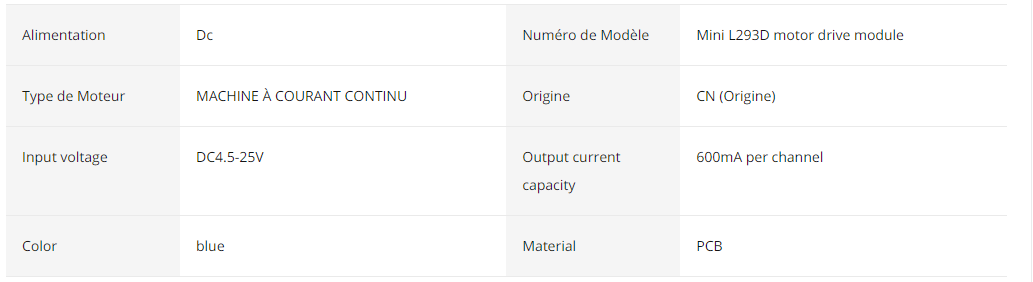 Alimentation Dc Numéro de Modèle Mini L293D motor drive module
Type de Moteur MACHINE À COURANT CONTINU Origine CN (Origine)
Input voltage DC4.5-25V Output current 600mA per channel
capacity
Color blue Material PCB